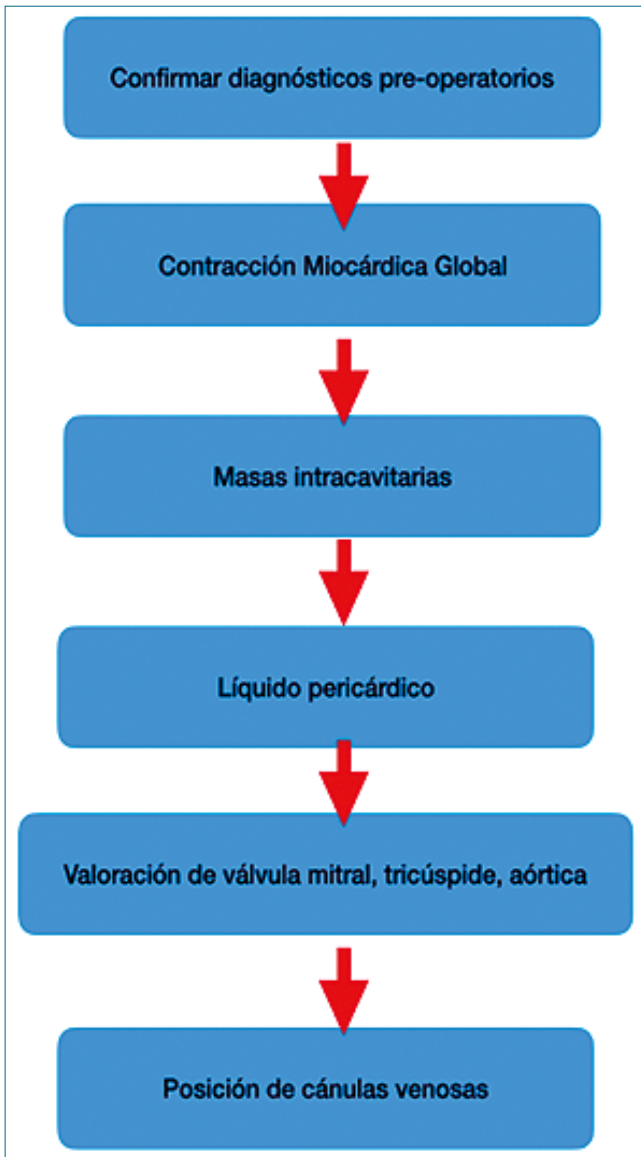 Confirmar diagnósticos pre-operatorios
Contracción Miocárdica Global
Masas intracavitarias
Líquido pericárdico
Valoración de válvula mitral, tricúspide, aórtica
Posición de cánulas venosas